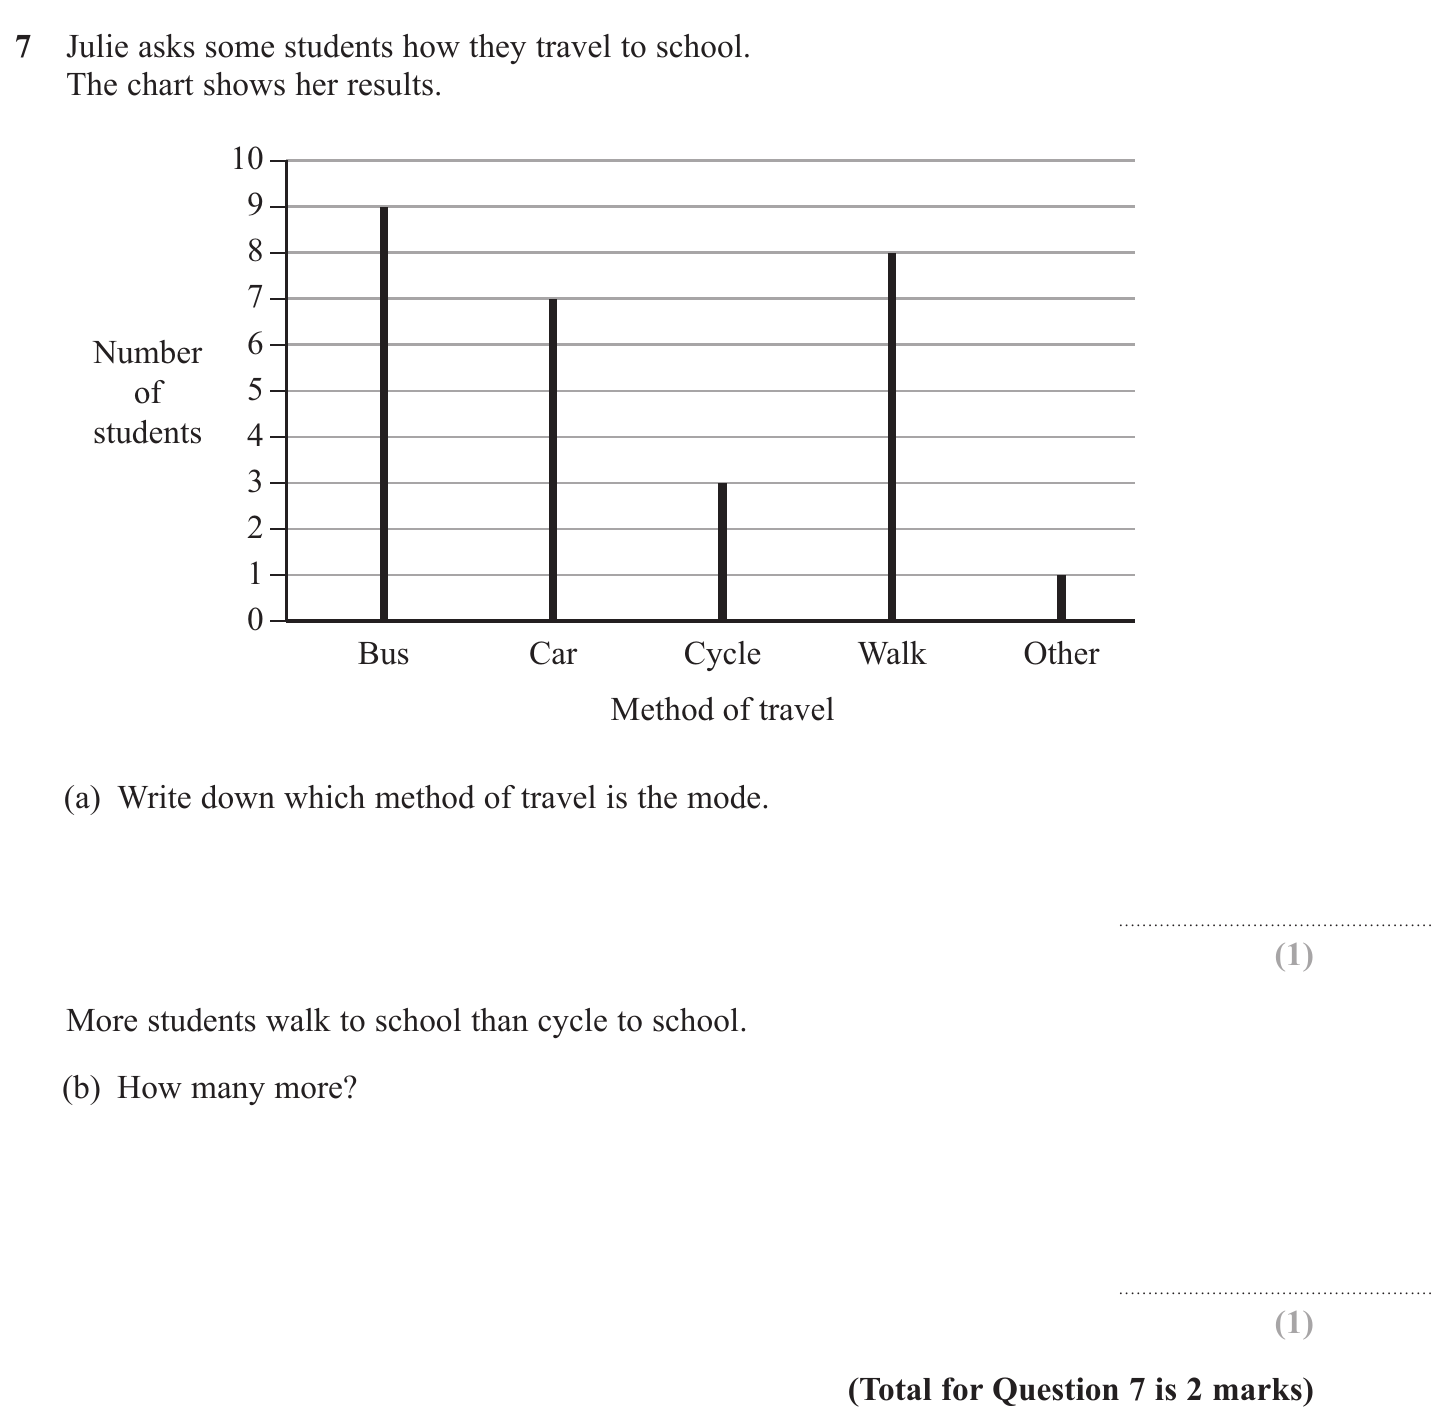 7 Julie asks some students how they travel to school.
The chart shows her results.
10
9
8
7
6
5
4
3
2
1
0
Number
of
students
Bus Car Cycle Walk Other
Method of travel
(a) Write down which method of travel is the mode.
(1)
More students walk to school than cycle to school.
(b) How many more?
(1)
(Total for Question 7 is 2 marks)